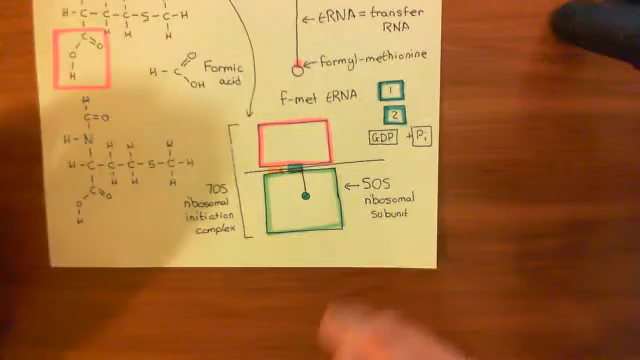 H-C-C-C-S-C-H
C
O
O
H
H-C
O
OH
Formic
acid
H
C=O
H-N
H H H
H-C-C-C-S-C-H
H H H
C
O
O
H
tRNA = transfer
RNA
formyl-methionine
f-met tRNA
1
2
GDP + Pi
70S
ribosomal
initiation
complex
50S
ribosomal
subunit